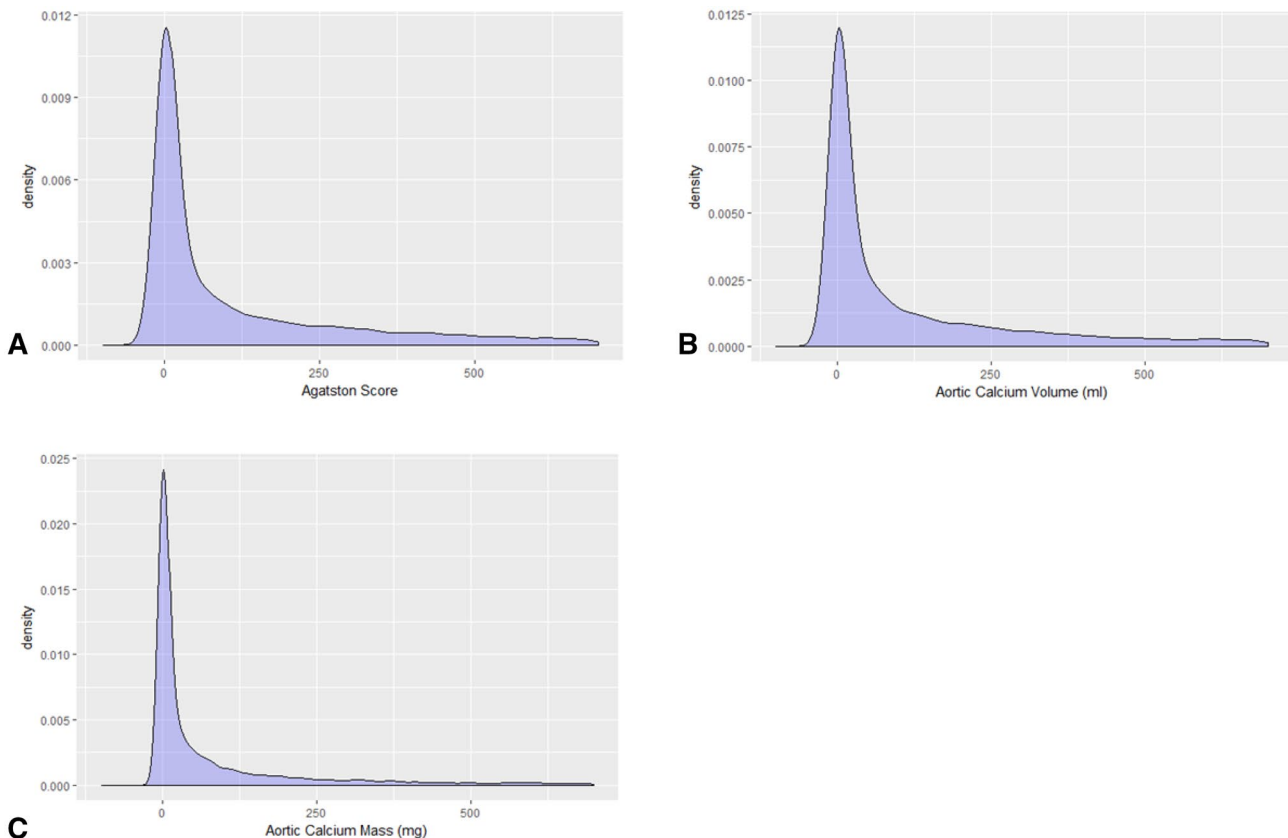 0.012
0.009
0.006
0.003
0.000
density
0 250 500
Agatston Score
A
0.0125
0.0100
0.0075
0.0050
0.0025
0.0000
density
0 250 500
Aortic Calcium Volume (ml)
B
0.025
0.020
0.015
0.010
0.005
0.000
density
0 250 500
Aortic Calcium Mass (mg)
C